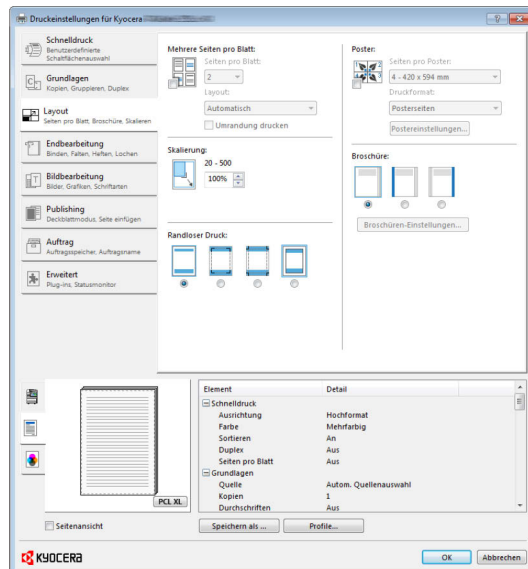 Druckeinstellungen für Kyocera
Schnelldruck
Benutzerdefinierte
Schaltflächenauswahl
Grundlagen
Kopien, Gruppieren, Duplex
Layout
Seiten pro Blatt, Broschüre, Skalieren
Endbearbeitung
Binden, Falten, Heften, Lochen
Bildbearbeitung
Bilder, Grafiken, Schriftarten
Publishing
Deckblattmodus, Seite einfügen
Auftrag
Auftragsspeicher, Auftragsname
Erweitert
Plug-ins, Statusmonitor
Mehrere Seiten pro Blatt:
Seiten pro Blatt:
2
Layout:
Automatisch
Umrandung drucken
Skalierung:
20 - 500
100%
Randloser Druck:
Poster:
Seiten pro Poster:
4 - 420 x 594 mm
Druckformat:
Posterseiten
Postereinstellungen...
Broschüre:
Broschüren-Einstellungen...
PCL XL
Seitenansicht
Element Detail
Schnelldruck
Ausrichtung Hochformat
Farbe Mehrfarbig
Sortieren An
Duplex Aus
Seiten pro Blatt Aus
Grundlagen
Quelle Autom. Quellenauswahl
Kopien 1
Durchschriften Aus
Speichern als ... Profile...
KYOCERA
OK Abbrechen